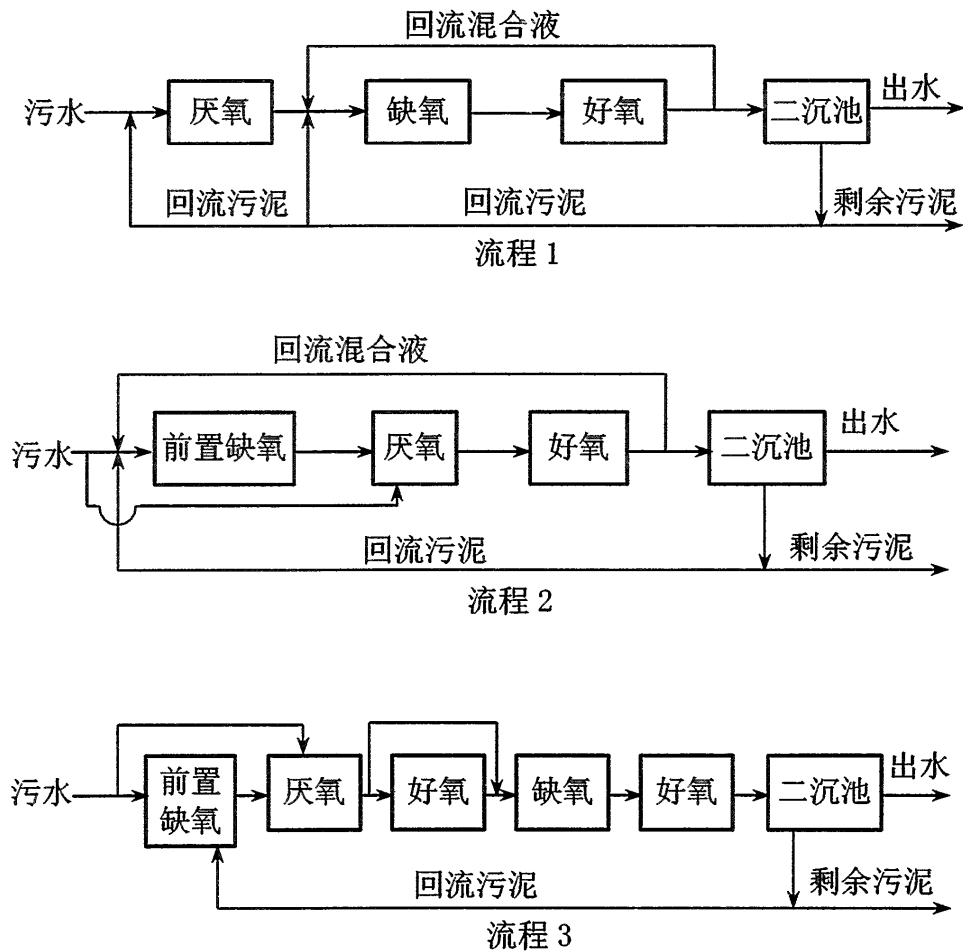 回流混合液
污水
厌氧
缺氧
好氧
二沉池
出水
回流污泥
回流污泥
剩余污泥
流程1
回流混合液
污水
前置缺氧
厌氧
好氧
二沉池
出水
回流污泥
剩余污泥
流程2
污水
前置
缺氧
厌氧
好氧
缺氧
好氧
二沉池
出水
回流污泥
剩余污泥
流程3